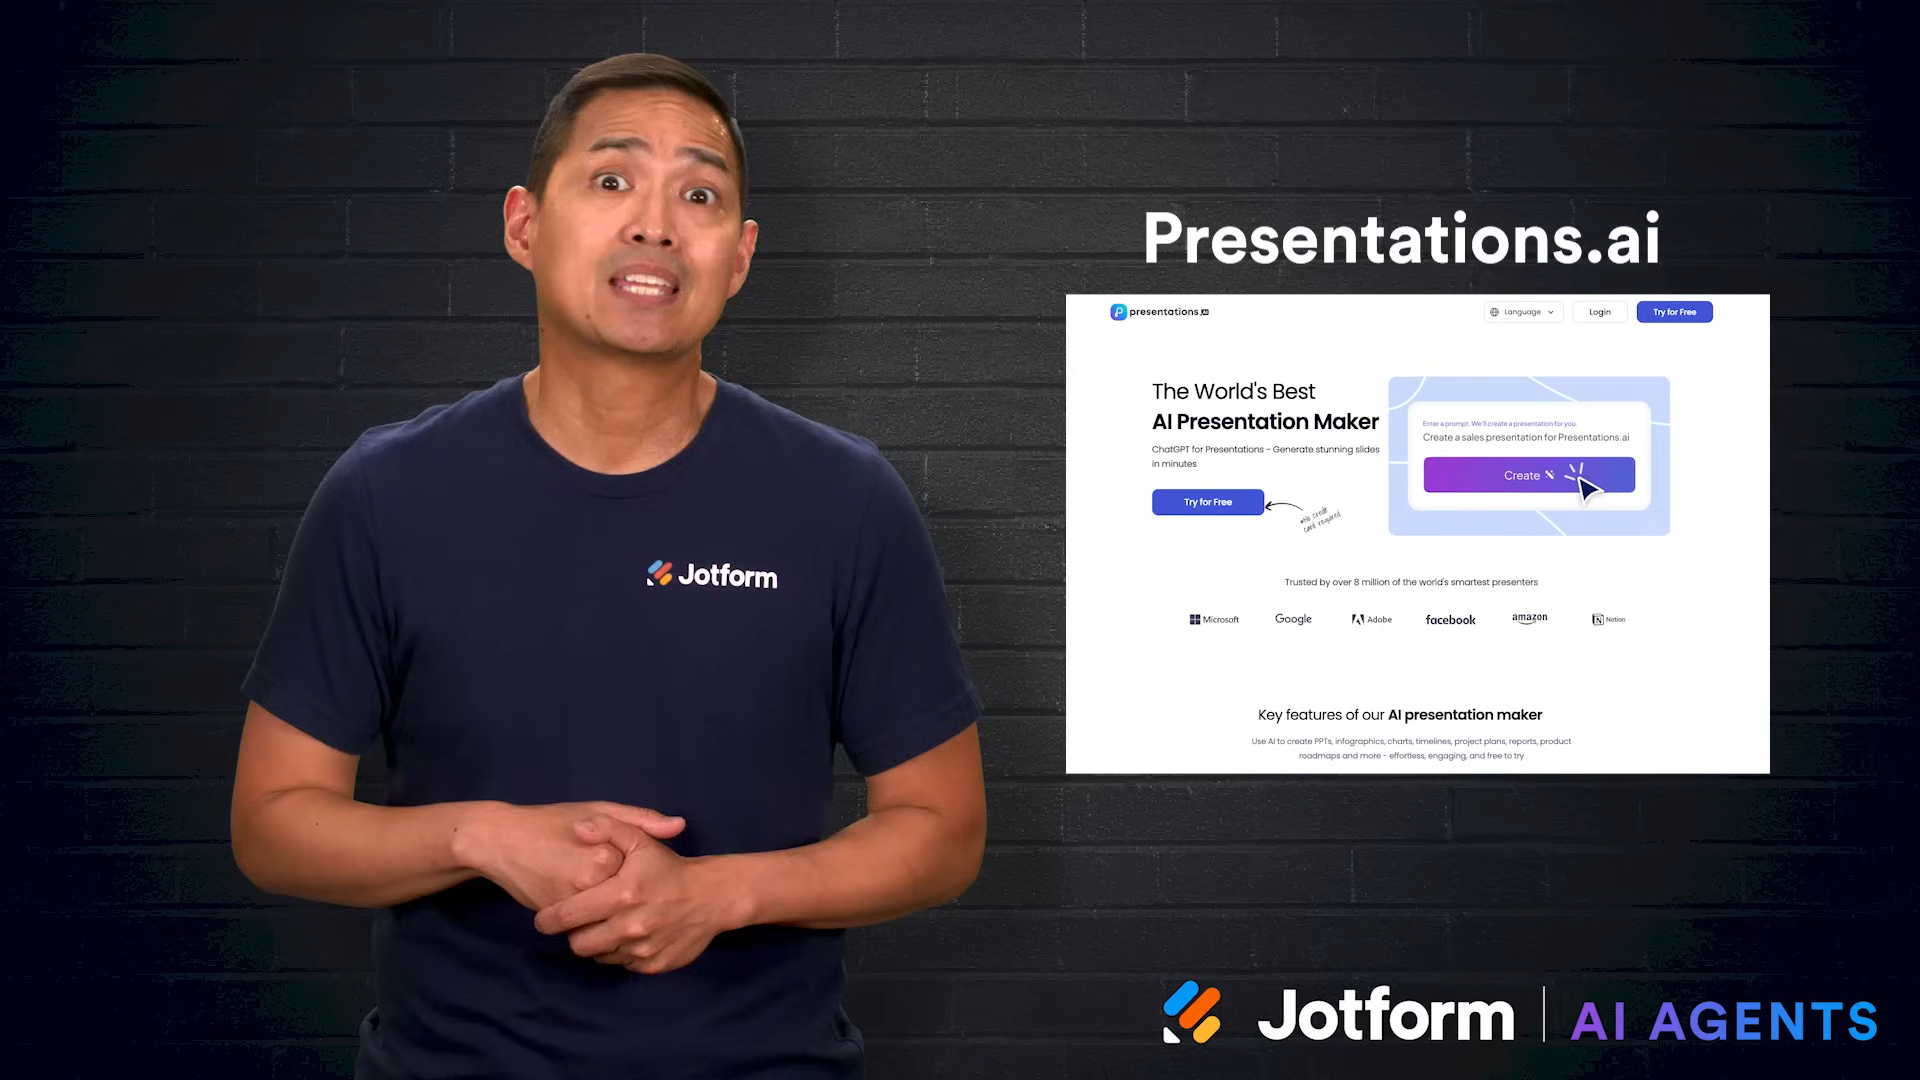 Presentations.ai
presentations.AI
Language
Login
Try for Free
The World's Best
AI Presentation Maker
ChatGPT for Presentations - Generate stunning slides
in minutes
Try for Free
*No credit
card required
Enter a prompt. We'll create a presentation for you.
Create a sales presentation for Presentations.ai
Create
Trusted by over 8 million of the world's smartest presenters
Microsoft
Google
Adobe
facebook
amazon
Notion
Key features of our AI presentation maker
Use AI to create PPTs, infographics, charts, timelines, project plans, reports, product
roadmaps and more - effortless, engaging, and free to try
Jotform
Jotform | AI AGENTS